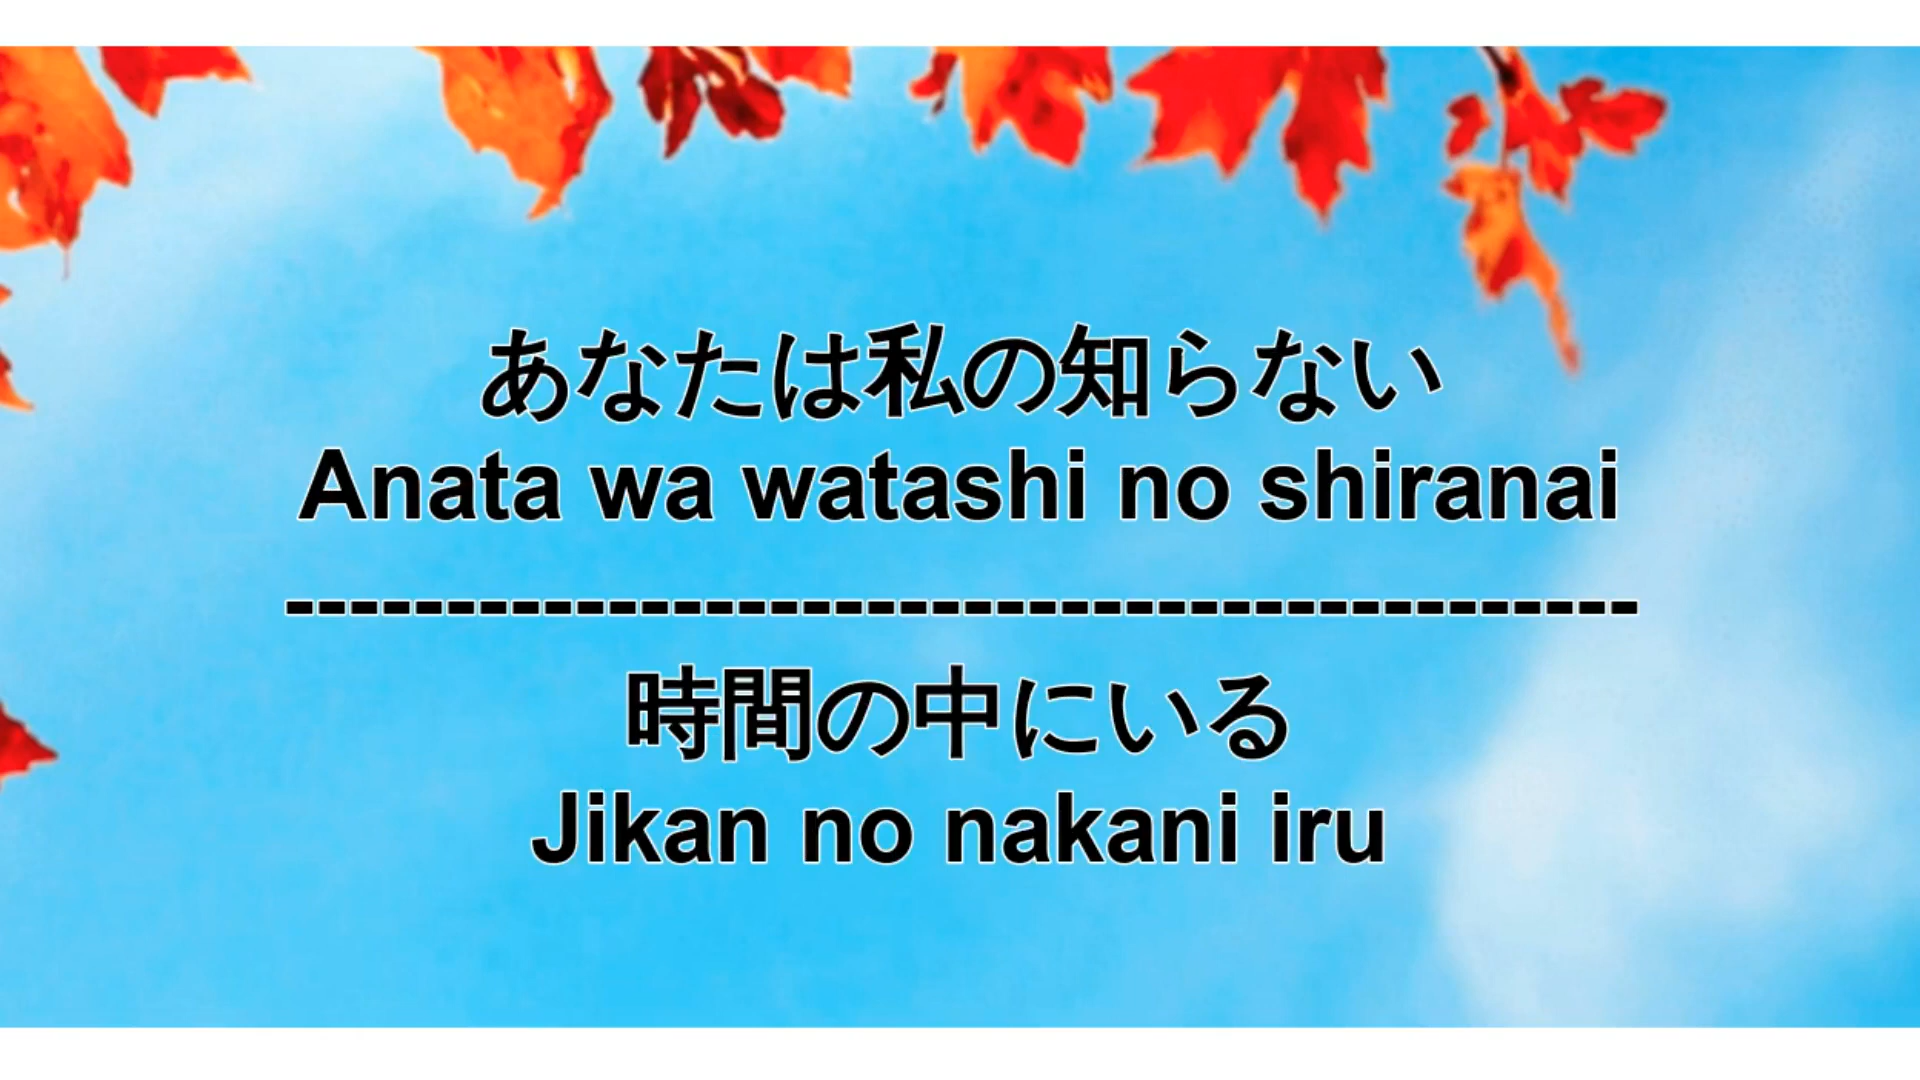 あなたは私の知らない
Anata wa watashi no shiranai
------------------------------------------
時間の中にいる
Jikan no nakani iru